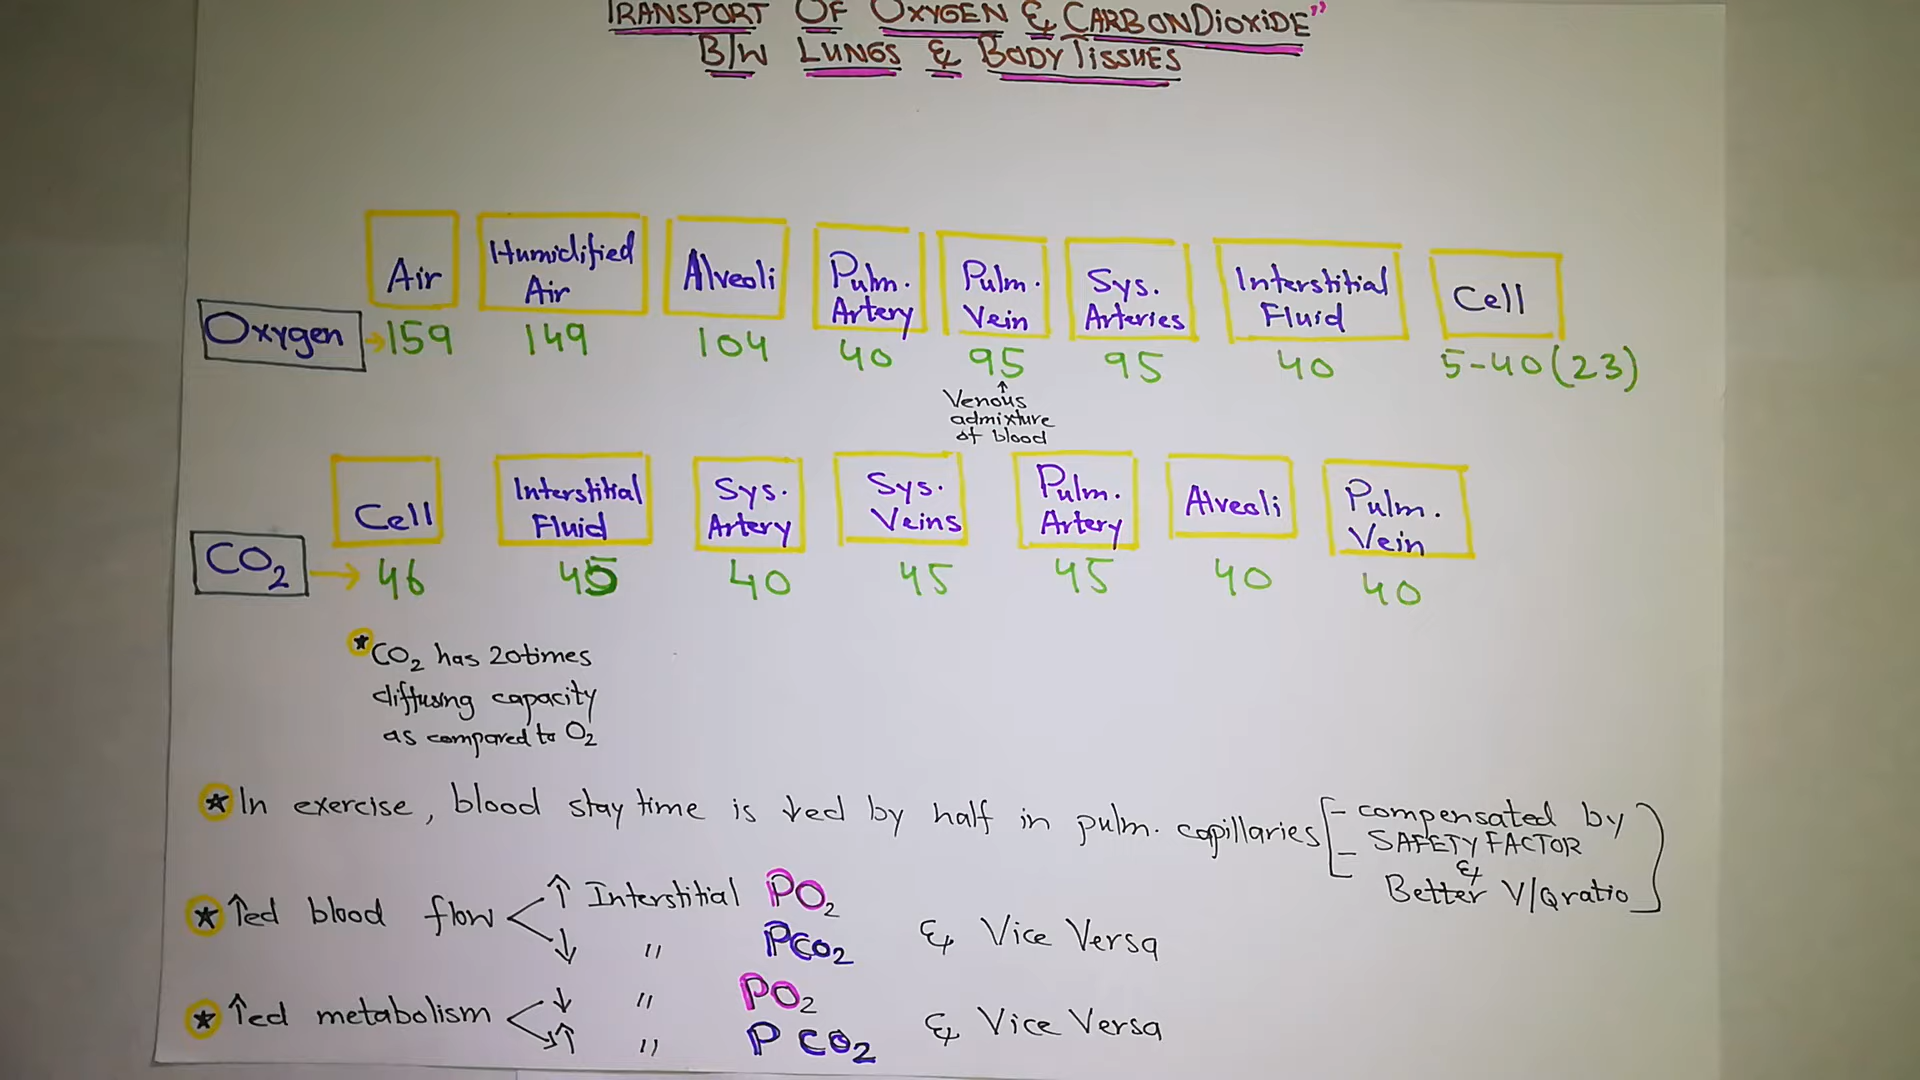 TRANSPORT OF OXYGEN & CARBONDIOXIDE"
B/W LUNGS & BODY TISSUES
Air
Humidified
Air
Alveoli
Pulm.
Artery
Pulm.
Vein
Sys.
Arteries
Interstitial
Fluid
Cell
Oxygen
159
149
104
40
95
95
40
5-40(23)
Venous
admixture
of blood
Cell
Interstitial
Fluid
Sys.
Artery
Sys.
Veins
Pulm.
Artery
Alveoli
Pulm.
Vein
CO2
46
45
40
45
45
40
40
*CO2 has 20times
diffusing capacity
as compared to O2
★In exercise, blood stay time is ↓ed by half in pulm. capillaries
- compensated by
- SAFETY FACTOR
&
Better V/Q ratio
★ ↑ed blood flow
↑ Interstitial PO2
↓ " PCO2
& Vice Versa
★ ↑ed metabolism
↓ " PO2
↑ " PCO2
& Vice Versa